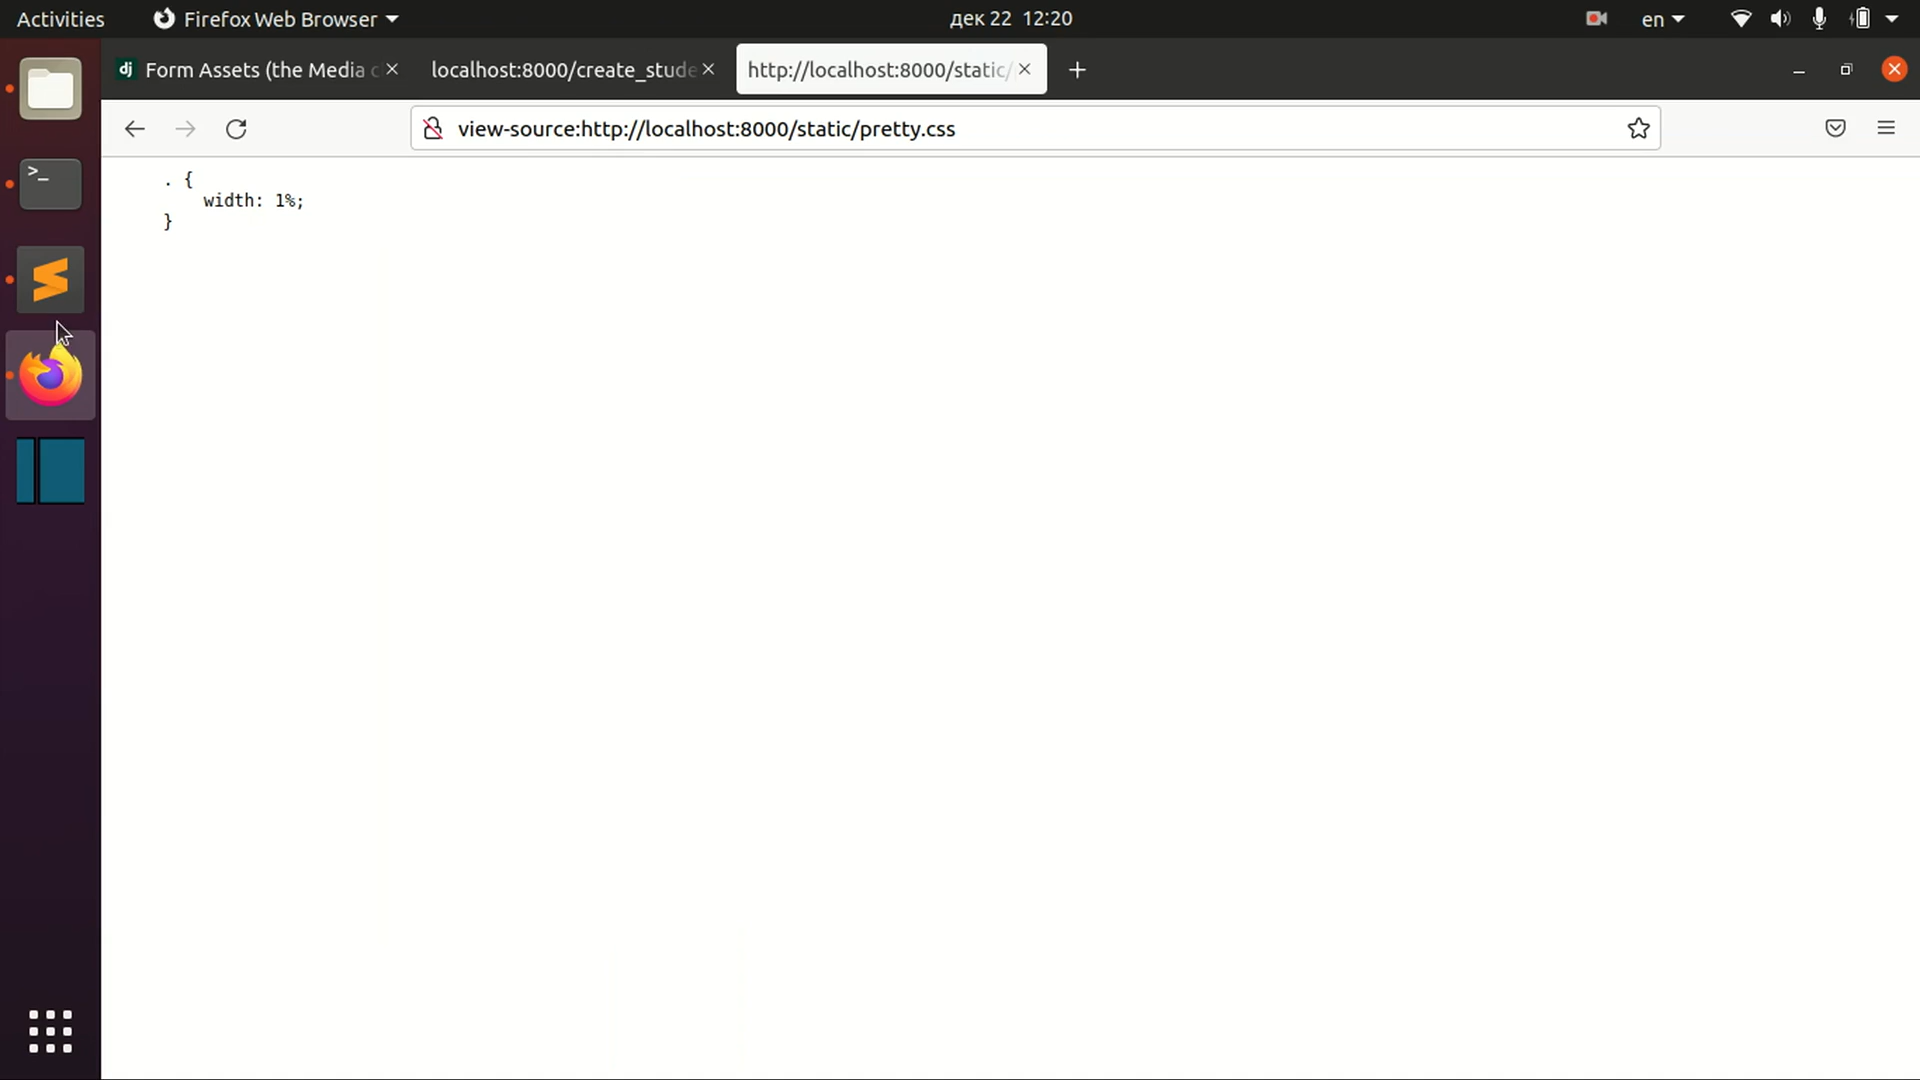 Activities
Firefox Web Browser
дек 22 12:20
en
dj
Form Assets (the Media c
localhost:8000/create_stude
http://localhost:8000/static/
view-source:http://localhost:8000/static/pretty.css
. {
width: 1%;
}
>_